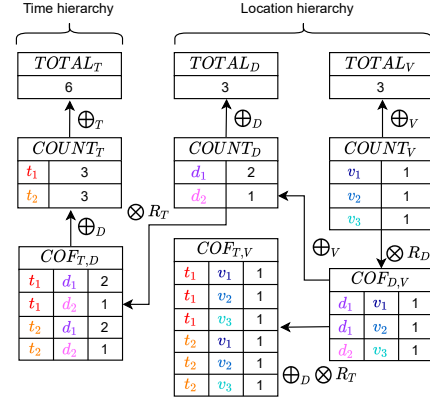 Time hierarchy
Location hierarchy
TOTAL_T
6
TOTAL_D
3
TOTAL_V
3
⊕_T
⊕_D
⊕_V
COUNT_T
t₁ 3
t₂ 3
COUNT_D
d₁ 2
d₂ 1
COUNT_V
v₁ 1
v₂ 1
v₃ 1
⊕_D
⊗ R_T
⊕_V
⊗ R_D
COF_{T,D}
t₁ d₁ 2
t₁ d₂ 1
t₂ d₁ 2
t₂ d₂ 1
COF_{T,V}
t₁ v₁ 1
t₁ v₂ 1
t₁ v₃ 1
t₂ v₁ 1
t₂ v₂ 1
t₂ v₃ 1
COF_{D,V}
d₁ v₁ 1
d₁ v₂ 1
d₂ v₃ 1
⊕_D ⊗ R_T